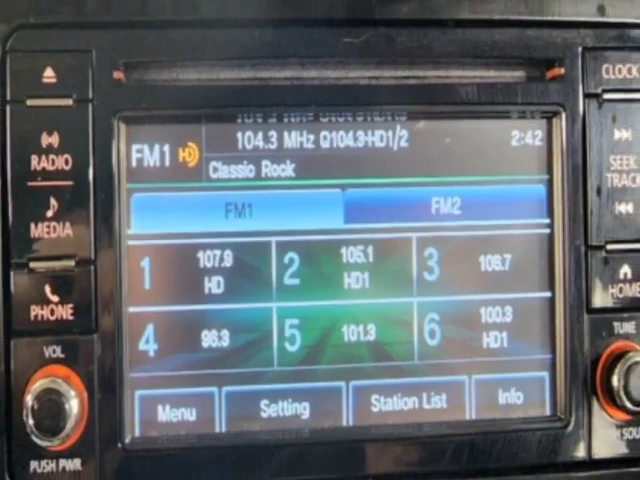 CLOCK
RADIO
MEDIA
PHONE
VOL
PUSH PWR
FM1 HD
104.3 MHz Q104.3-HD1/2
2:42
Classic Rock
FM1 FM2
1 107.9 HD
2 105.1 HD1
3 106.7
4 96.3
5 101.3
6 100.3 HD1
Menu Setting Station List Info
SEEK
TRACK
HOME
TUNE